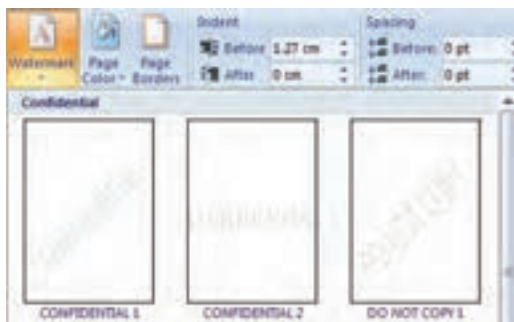 Indent Spacing
Watermark Page Color Page Borders
Before 1.27 cm Before: 0 pt
After 0 cm After: 0 pt
Confidential
CONFIDENTIAL
CONFIDENTIAL 1 CONFIDENTIAL 2 DO NOT COPY 1